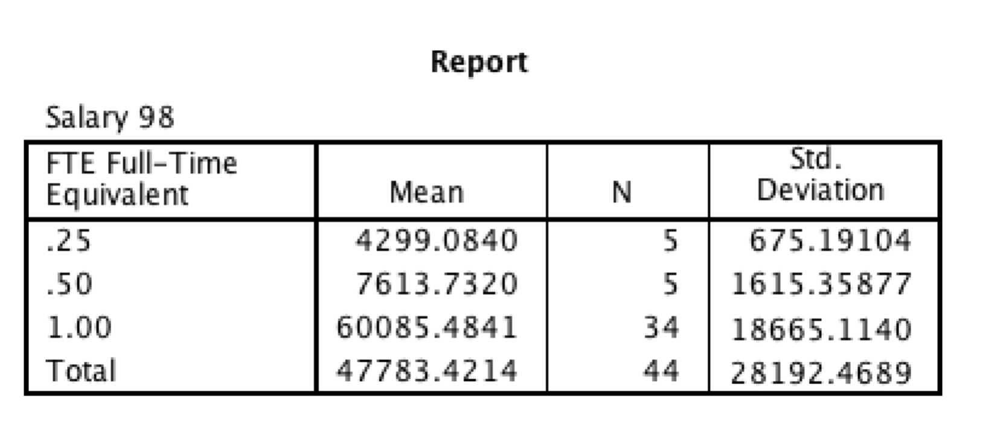 Report
Salary 98
FTE Full-Time Equivalent Mean N Std. Deviation
.25 4299.0840 5 675.19104
.50 7613.7320 5 1615.35877
1.00 60085.4841 34 18665.1140
Total 47783.4214 44 28192.4689